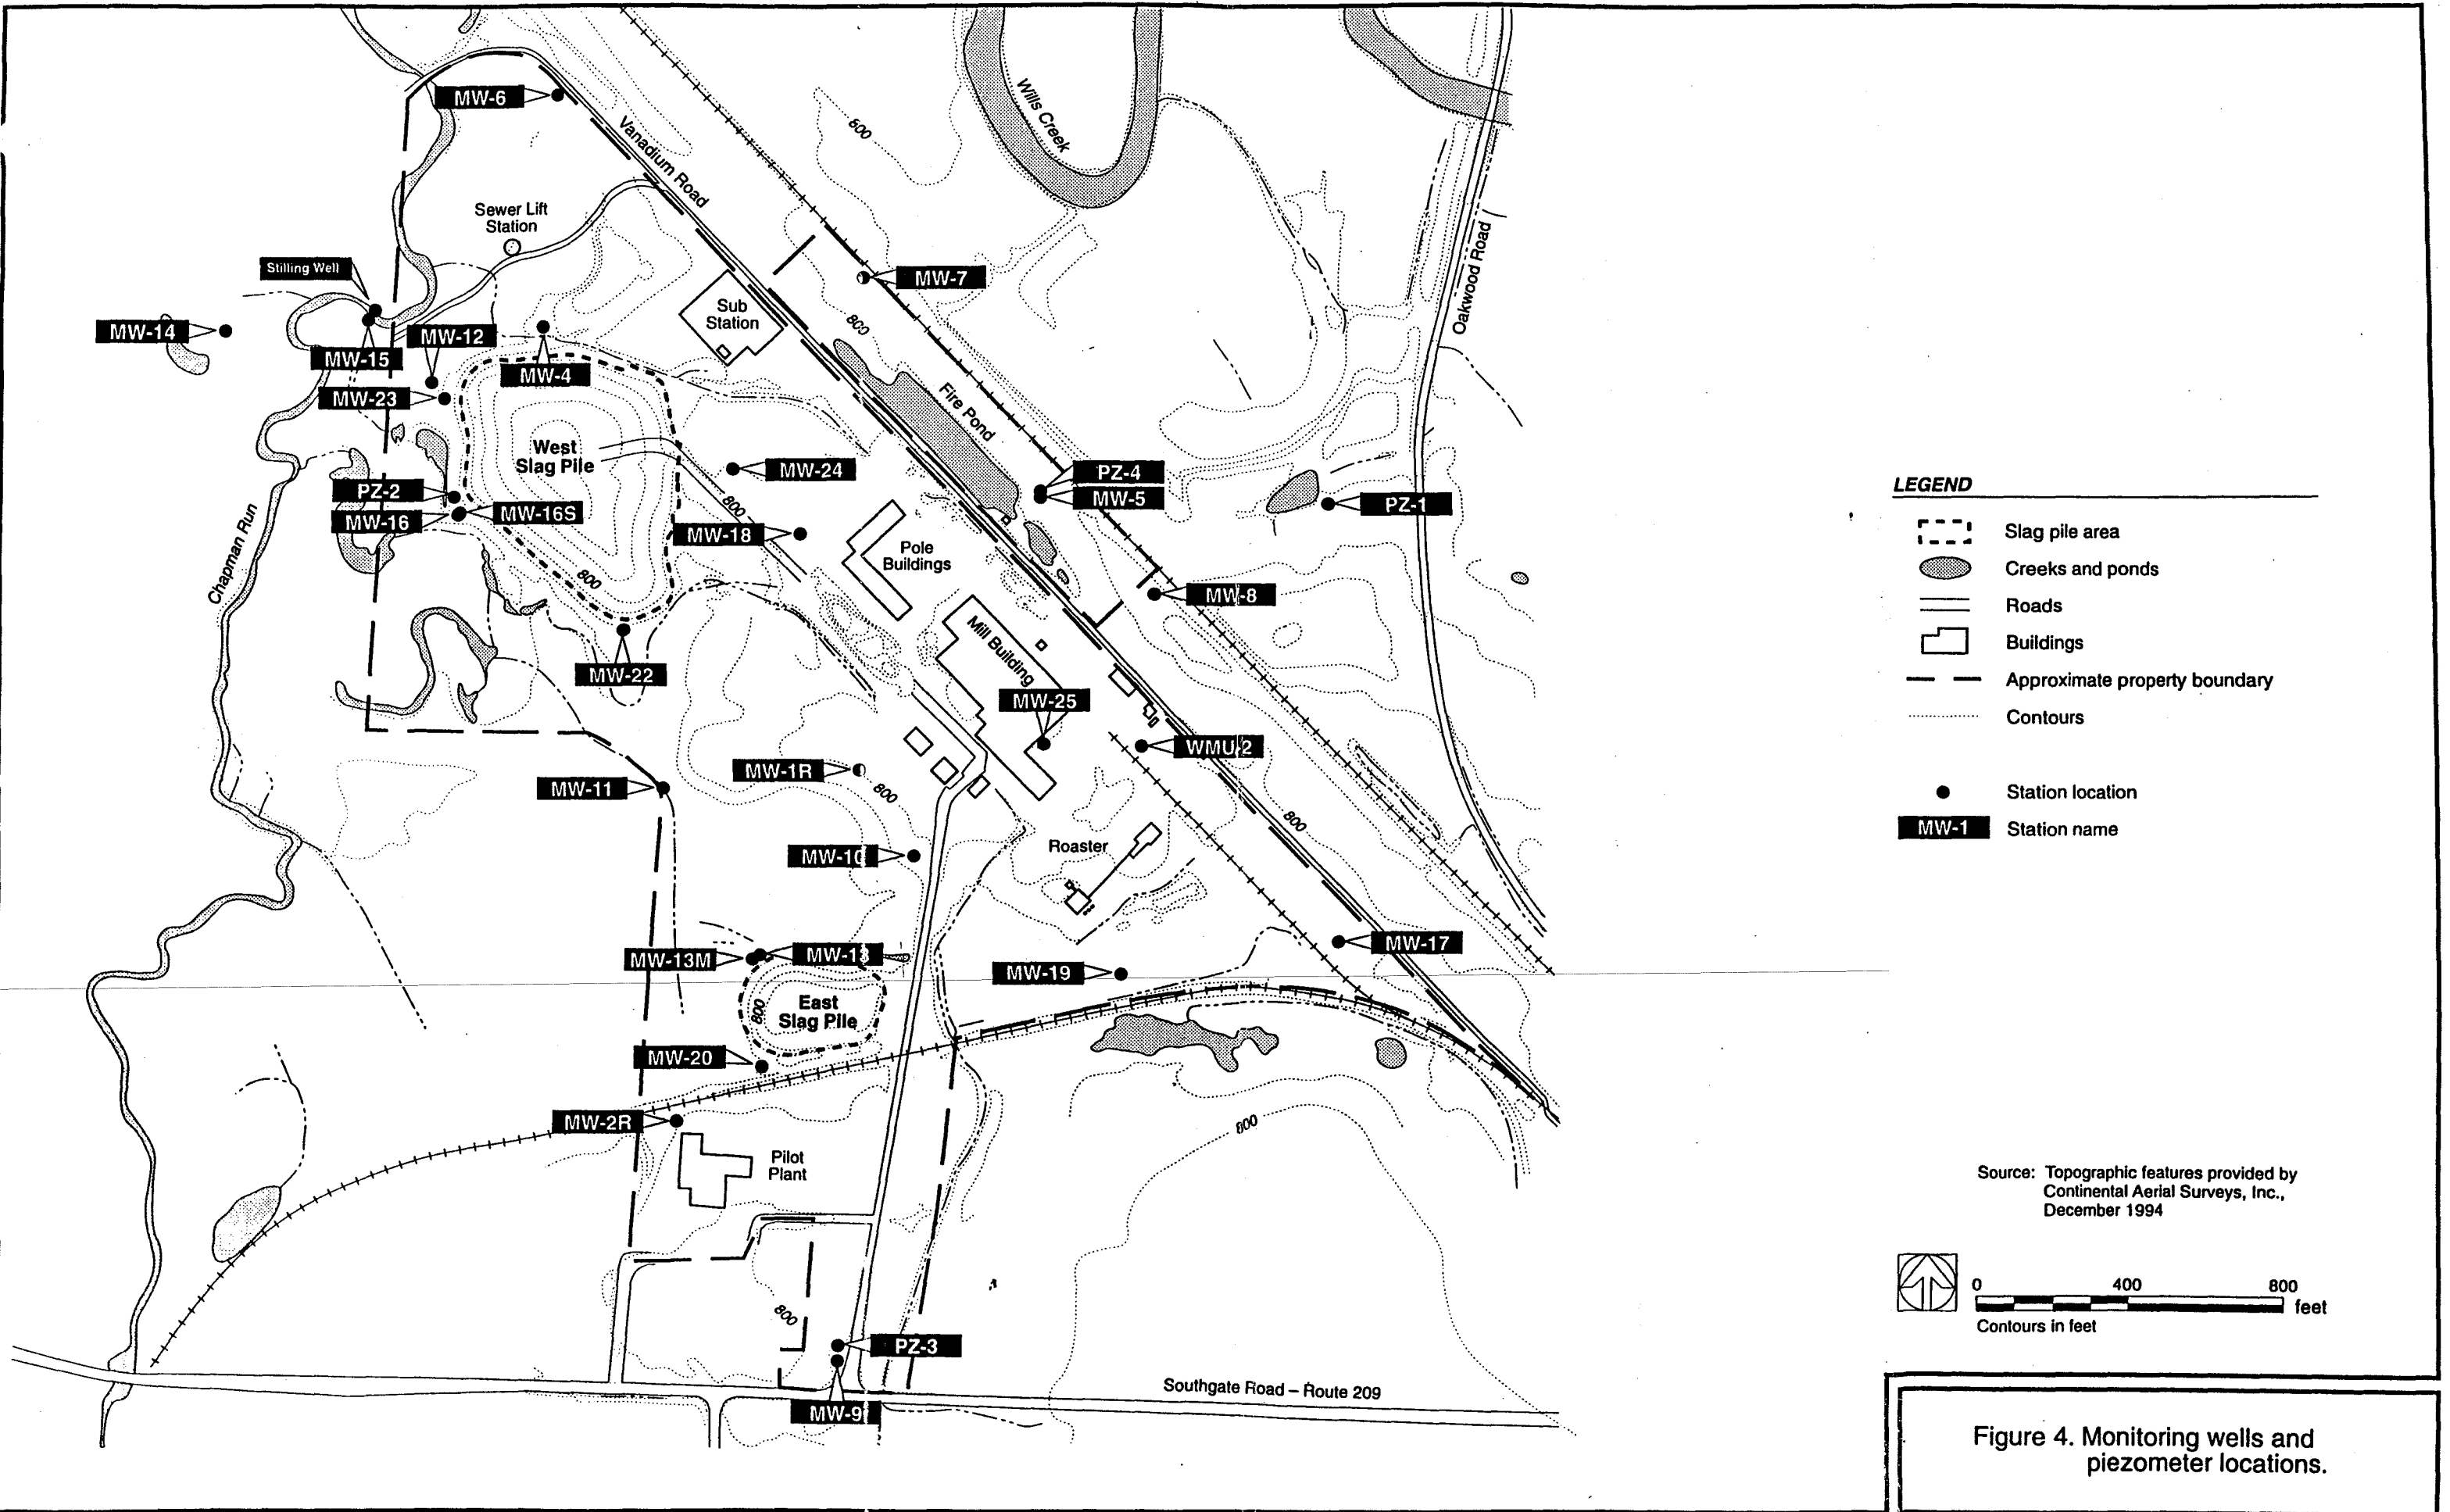 MW-6
Vanadium Road
800
Wills Creek
Sewer Lift
Station
Stilling Well
MW-7
Oakwood Road
Sub
Station
MW-14
MW-15
MW-12
MW-4
800
MW-23
Fire Pond
West
Slag Pile
MW-24
PZ-4
MW-5
PZ-1
PZ-2
MW-16
MW-16S
800
MW-18
Pole
Buildings
Chapman Run
800
MW-8
MW-22
Mill Building
MW-25
WMU-2
MW-1R
MW-11
800
800
MW-10
Roaster
MW-13M
MW-13
MW-17
MW-19
East
Slag Pile
800
MW-20
MW-2R
800
Pilot
Plant
800
PZ-3
MW-9
Southgate Road – Route 209
LEGEND
Slag pile area
Creeks and ponds
Roads
Buildings
Approximate property boundary
Contours
Station location
MW-1 Station name
Source: Topographic features provided by
Continental Aerial Surveys, Inc.,
December 1994
0 400 800
feet
Contours in feet
Figure 4. Monitoring wells and
piezometer locations.